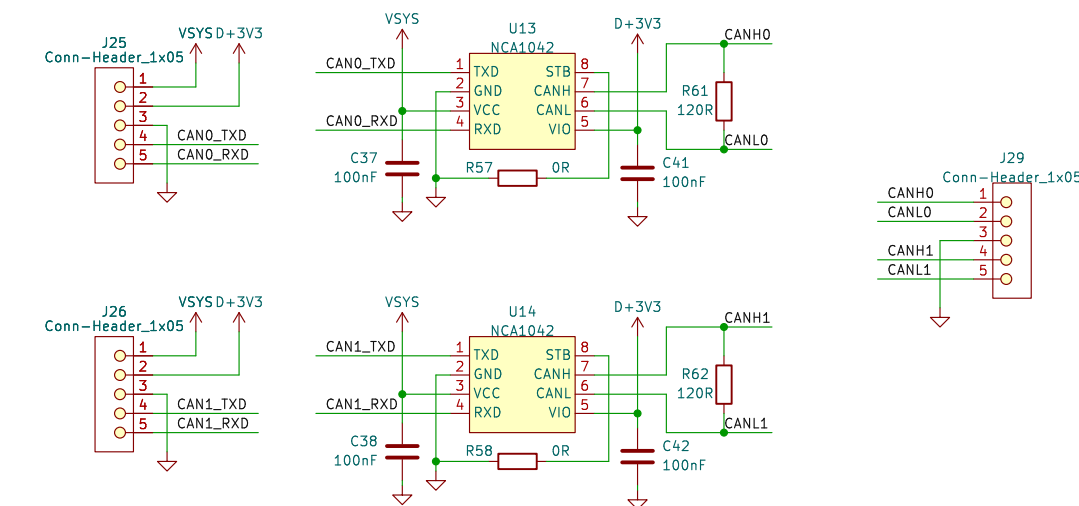 J25
Conn-Header_1x05
VSYS
D+3V3
1
2
3
4
5
CAN0_TXD
CAN0_RXD
VSYS
CAN0_TXD
CAN0_RXD
U13
NCA1042
1
2
3
4
TXD
GND
VCC
RXD
STB
CANH
CANL
VIO
8
7
6
5
C37
100nF
R57
0R
D+3V3
C41
100nF
CANH0
R61
120R
CANL0
J29
Conn-Header_1x05
CANH0
CANL0
CANH1
CANL1
1
2
3
4
5
J26
Conn-Header_1x05
VSYS
D+3V3
1
2
3
4
5
CAN1_TXD
CAN1_RXD
VSYS
CAN1_TXD
CAN1_RXD
U14
NCA1042
1
2
3
4
TXD
GND
VCC
RXD
STB
CANH
CANL
VIO
8
7
6
5
C38
100nF
R58
0R
D+3V3
C42
100nF
CANH1
R62
120R
CANL1